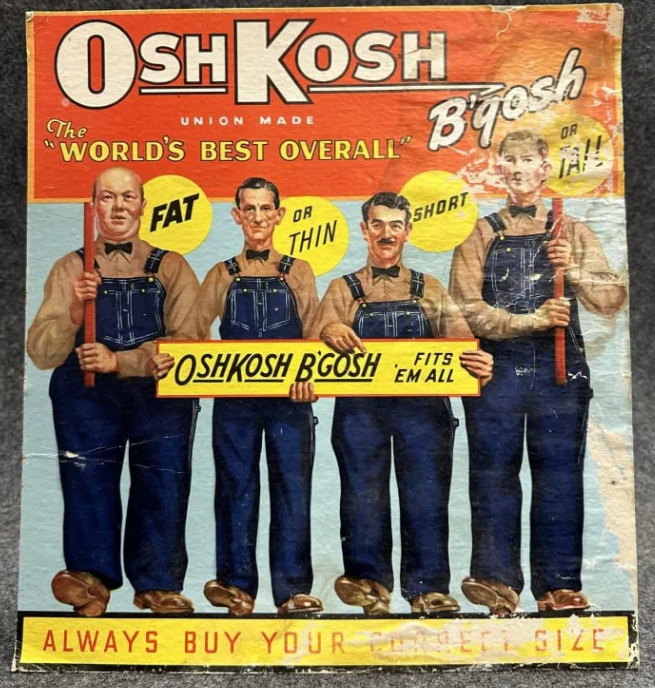 OSHKOSH
B'gosh
UNION MADE
The
"WORLD'S BEST OVERALL"
FAT
OR
THIN
SHORT
OR
TALL
OSHKOSH B'GOSH FITS
'EM ALL
ALWAYS BUY YOUR CORRECT SIZE